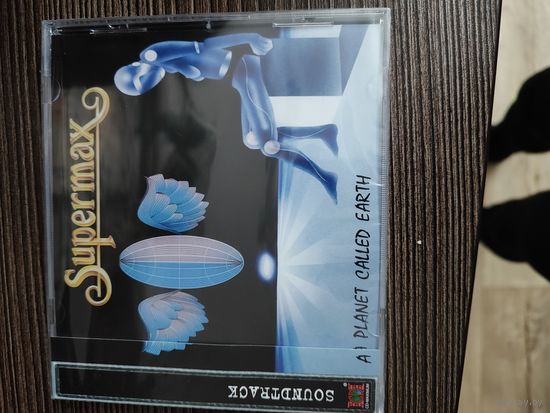 Supermax
A PLANET CALLED EARTH
SOUNDTRACK